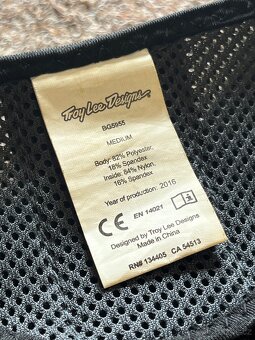 Troy Lee Designs
BG5955
MEDIUM
Body: 82% Polyester,
18% Spandex
Inside: 84% Nylon,
16% Spandex
Year of production: 2016
CE EN 14021
Designed by Troy Lee Designs
Made in China
RN# 134405 CA 54513